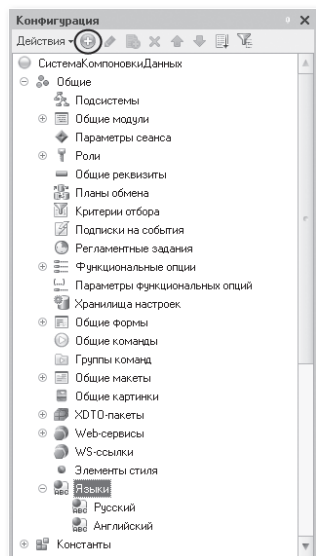 Конфигурация
Действия
СистемаКомпоновкиДанных
Общие
Подсистемы
Общие модули
Параметры сеанса
Роли
Общие реквизиты
Планы обмена
Критерии отбора
Подписки на события
Регламентные задания
Функциональные опции
Параметры функциональных опций
Хранилища настроек
Общие формы
Общие команды
Группы команд
Общие макеты
Общие картинки
XDTO-пакеты
Web-сервисы
WS-ссылки
Элементы стиля
Языки
Русский
Английский
Константы